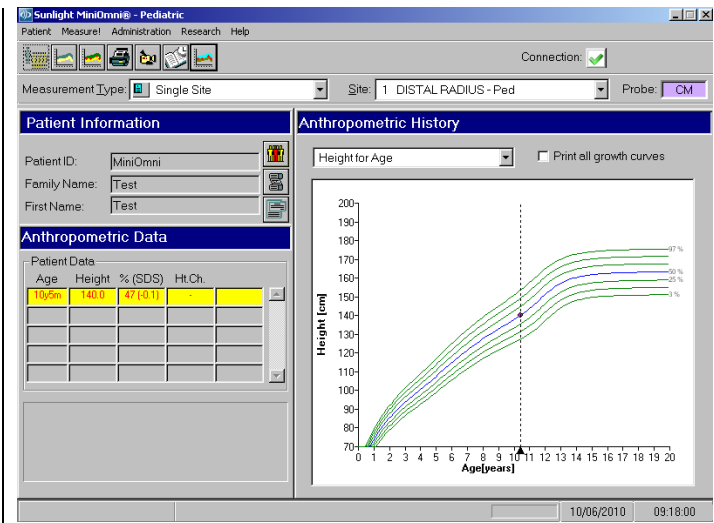 Sunlight MiniOmni® - Pediatric
Patient Measure! Administration Research Help
Connection:
Measurement Type: Single Site Site: 1 DISTAL RADIUS - Ped Probe: CM
Patient Information
Patient ID: MiniOmni
Family Name: Test
First Name: Test
Anthropometric Data
Patient Data
Age Height % (SDS) Ht.Ch.
10y5m 140.0 47 (-0.1) -
Anthropometric History
Height for Age Print all growth curves
Height [cm]
200
190
180
170
160
150
140
130
120
110
100
90
80
70
97 %
50 %
25 %
3 %
0 1 2 3 4 5 6 7 8 9 10 11 12 13 14 15 16 17 18 19 20
Age[years]
10/06/2010 09:18:00